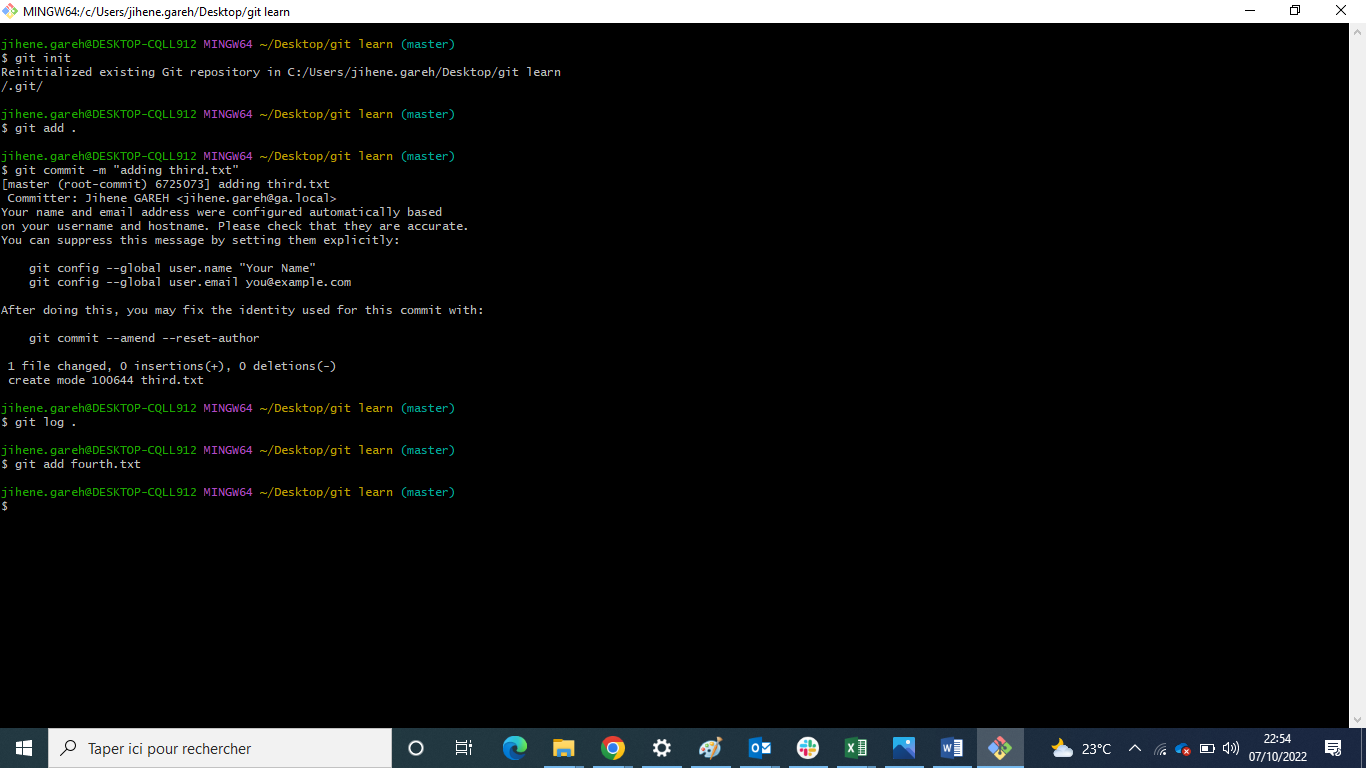 MINGW64:/c/Users/jihene.gareh/Desktop/git learn
jihene.gareh@DESKTOP-CQLL912 MINGW64 ~/Desktop/git learn (master)
$ git init
Reinitialized existing Git repository in C:/Users/jihene.gareh/Desktop/git learn
/.git/
jihene.gareh@DESKTOP-CQLL912 MINGW64 ~/Desktop/git learn (master)
$ git add .
jihene.gareh@DESKTOP-CQLL912 MINGW64 ~/Desktop/git learn (master)
$ git commit -m "adding third.txt"
[master (root-commit) 6725073] adding third.txt
 Committer: Jihene GAREH <jihene.gareh@ga.local>
Your name and email address were configured automatically based
on your username and hostname. Please check that they are accurate.
You can suppress this message by setting them explicitly:
    git config --global user.name "Your Name"
    git config --global user.email you@example.com
After doing this, you may fix the identity used for this commit with:
    git commit --amend --reset-author
 1 file changed, 0 insertions(+), 0 deletions(-)
 create mode 100644 third.txt
jihene.gareh@DESKTOP-CQLL912 MINGW64 ~/Desktop/git learn (master)
$ git log .
jihene.gareh@DESKTOP-CQLL912 MINGW64 ~/Desktop/git learn (master)
$ git add fourth.txt
jihene.gareh@DESKTOP-CQLL912 MINGW64 ~/Desktop/git learn (master)
$
Taper ici pour rechercher
23°C
22:54
07/10/2022